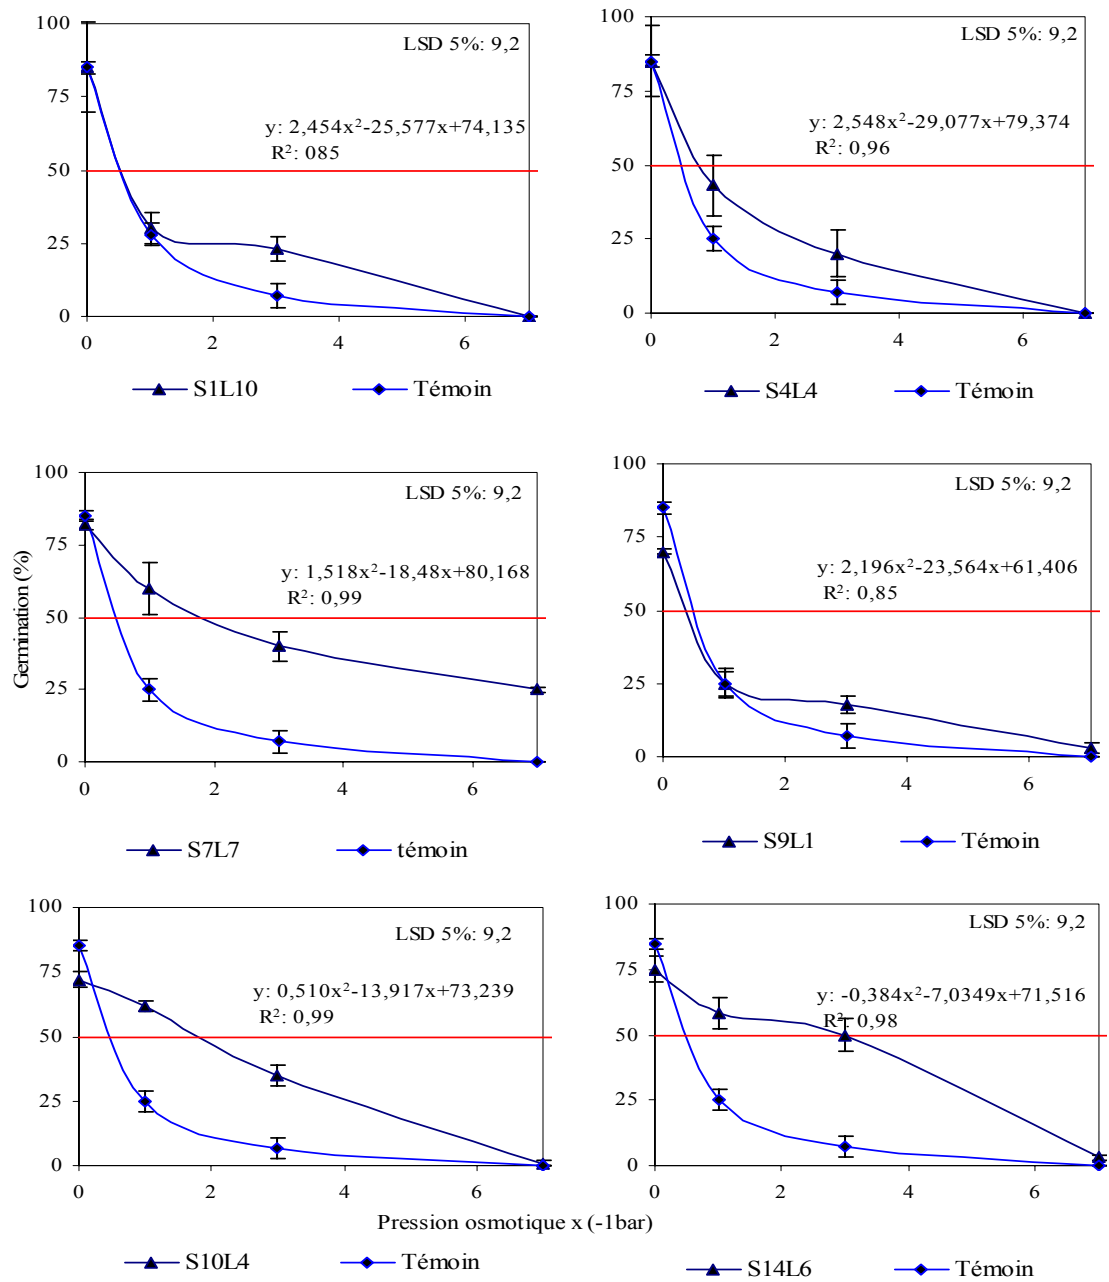 100
75
50
25
0
LSD 5%: 9,2
y: 2,454x²-25,577x+74,135
R²: 085
0 2 4 6
S1L10 Témoin
100
75
50
25
0
LSD 5%: 9,2
y: 2,548x²-29,077x+79,374
R²: 0,96
0 2 4 6
S4L4 Témoin
Germination (%)
100
75
50
25
0
LSD 5%: 9,2
y: 1,518x²-18,48x+80,168
R²: 0,99
0 2 4 6
S7L7 témoin
100
75
50
25
0
LSD 5%: 9,2
y: 2,196x²-23,564x+61,406
R²: 0,85
0 2 4 6
S9L1 Témoin
100
75
50
25
0
LSD 5%: 9,2
y: 0,510x²-13,917x+73,239
R²: 0,99
0 2 4 6
S10L4 Témoin
100
75
50
25
0
LSD 5%: 9,2
y: -0,384x²-7,0349x+71,516
R²: 0,98
0 2 4 6
Pression osmotique x (-1bar)
S14L6 Témoin